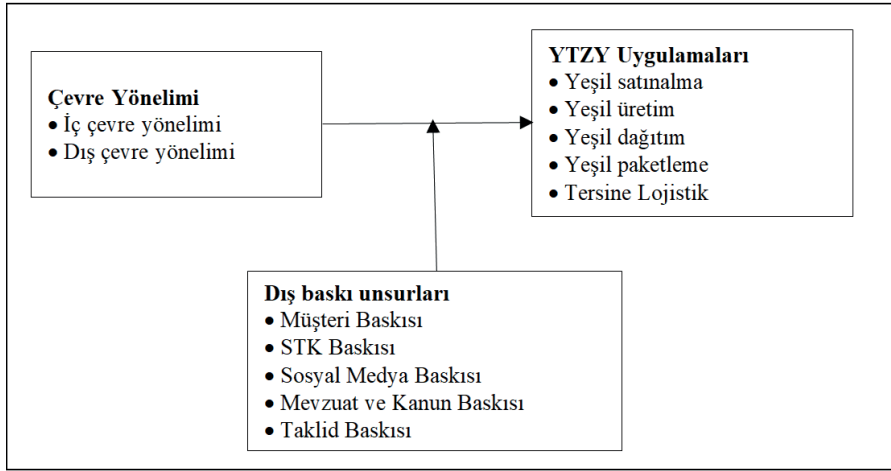 Çevre Yönelimi
• İç çevre yönelimi
• Dış çevre yönelimi
YTZY Uygulamaları
• Yeşil satınalma
• Yeşil üretim
• Yeşil dağıtım
• Yeşil paketleme
• Tersine Lojistik
Dış baskı unsurları
• Müşteri Baskısı
• STK Baskısı
• Sosyal Medya Baskısı
• Mevzuat ve Kanun Baskısı
• Taklid Baskısı